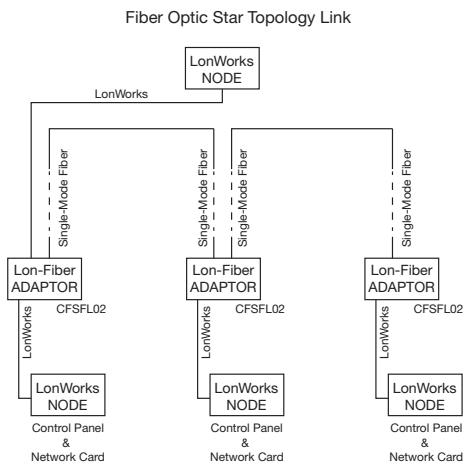 Fiber Optic Star Topology Link
LonWorks
NODE
LonWorks
Single-Mode Fiber
Single-Mode Fiber
Single-Mode Fiber
Single-Mode Fiber
Lon-Fiber
ADAPTOR
Lon-Fiber
ADAPTOR
Lon-Fiber
ADAPTOR
CFSFL02
CFSFL02
CFSFL02
LonWorks
LonWorks
LonWorks
LonWorks
NODE
LonWorks
NODE
LonWorks
NODE
Control Panel
&
Network Card
Control Panel
&
Network Card
Control Panel
&
Network Card